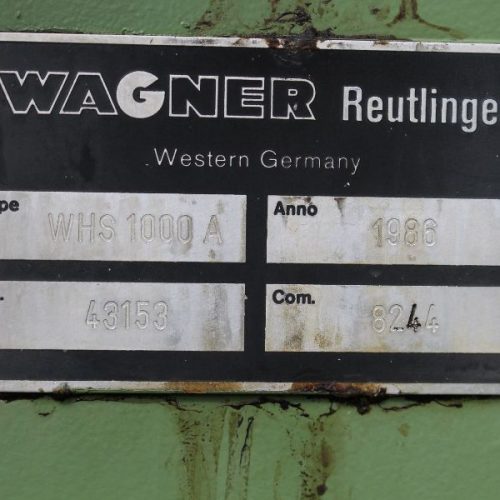 WAGNER Reutlinge
Western Germany
pe WHS 1000 A Anno 1986
. 43153 Com. 8244